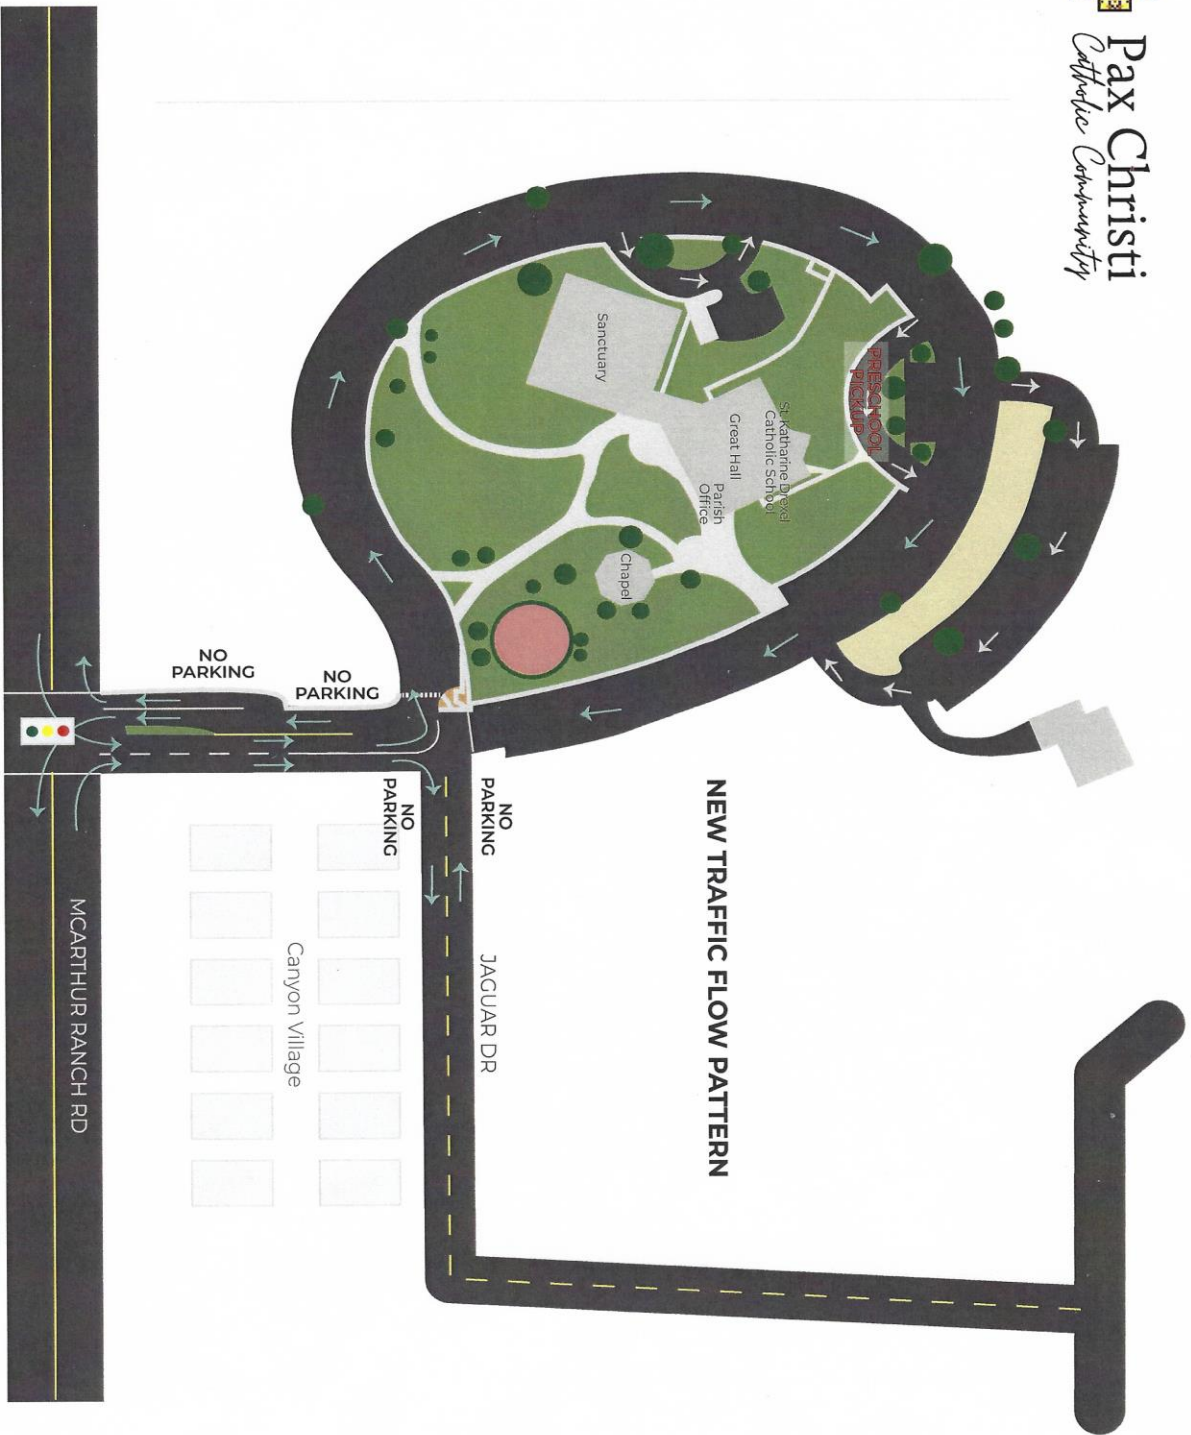 Pax Christi
Catholic Community
NEW TRAFFIC FLOW PATTERN
PRESCHOOL
PICKUP
St. Katharine Drexel
Catholic School
Great Hall
Parish
Office
Sanctuary
Chapel
NO
PARKING
NO
PARKING
NO
PARKING
NO
PARKING
JAGUAR DR
Canyon Village
MCARTHUR RANCH RD